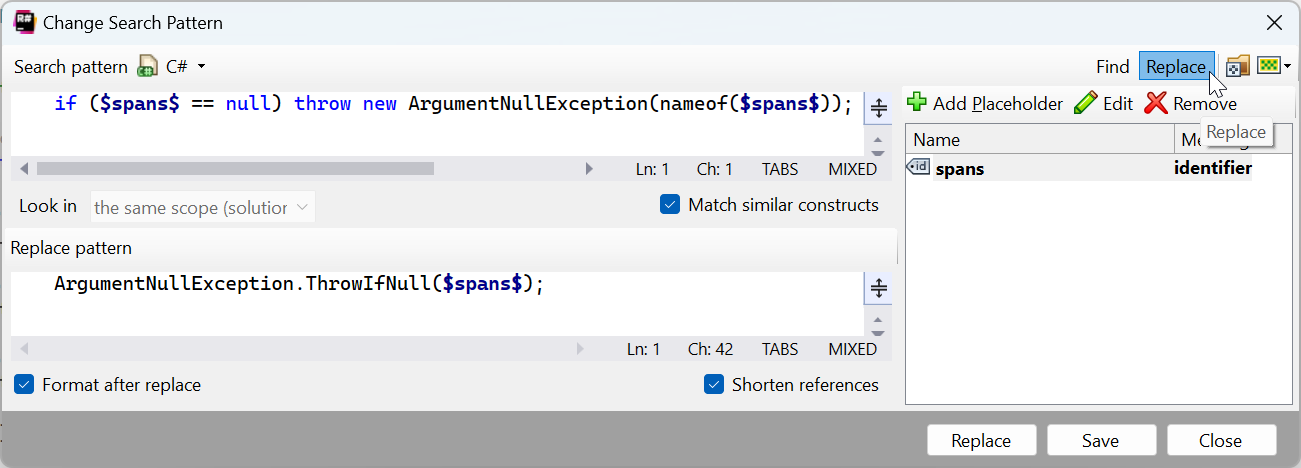 R#
Change Search Pattern
Search pattern C# Find Replace
if ($spans$ == null) throw new ArgumentNullException(nameof($spans$));
Add Placeholder Edit Remove
Replace
Name
Ln: 1 Ch: 1 TABS MIXED
spans identifier
Look in the same scope (solution
Match similar constructs
Replace pattern
ArgumentNullException.ThrowIfNull($spans$);
Ln: 1 Ch: 42 TABS MIXED
Format after replace Shorten references
Replace Save Close